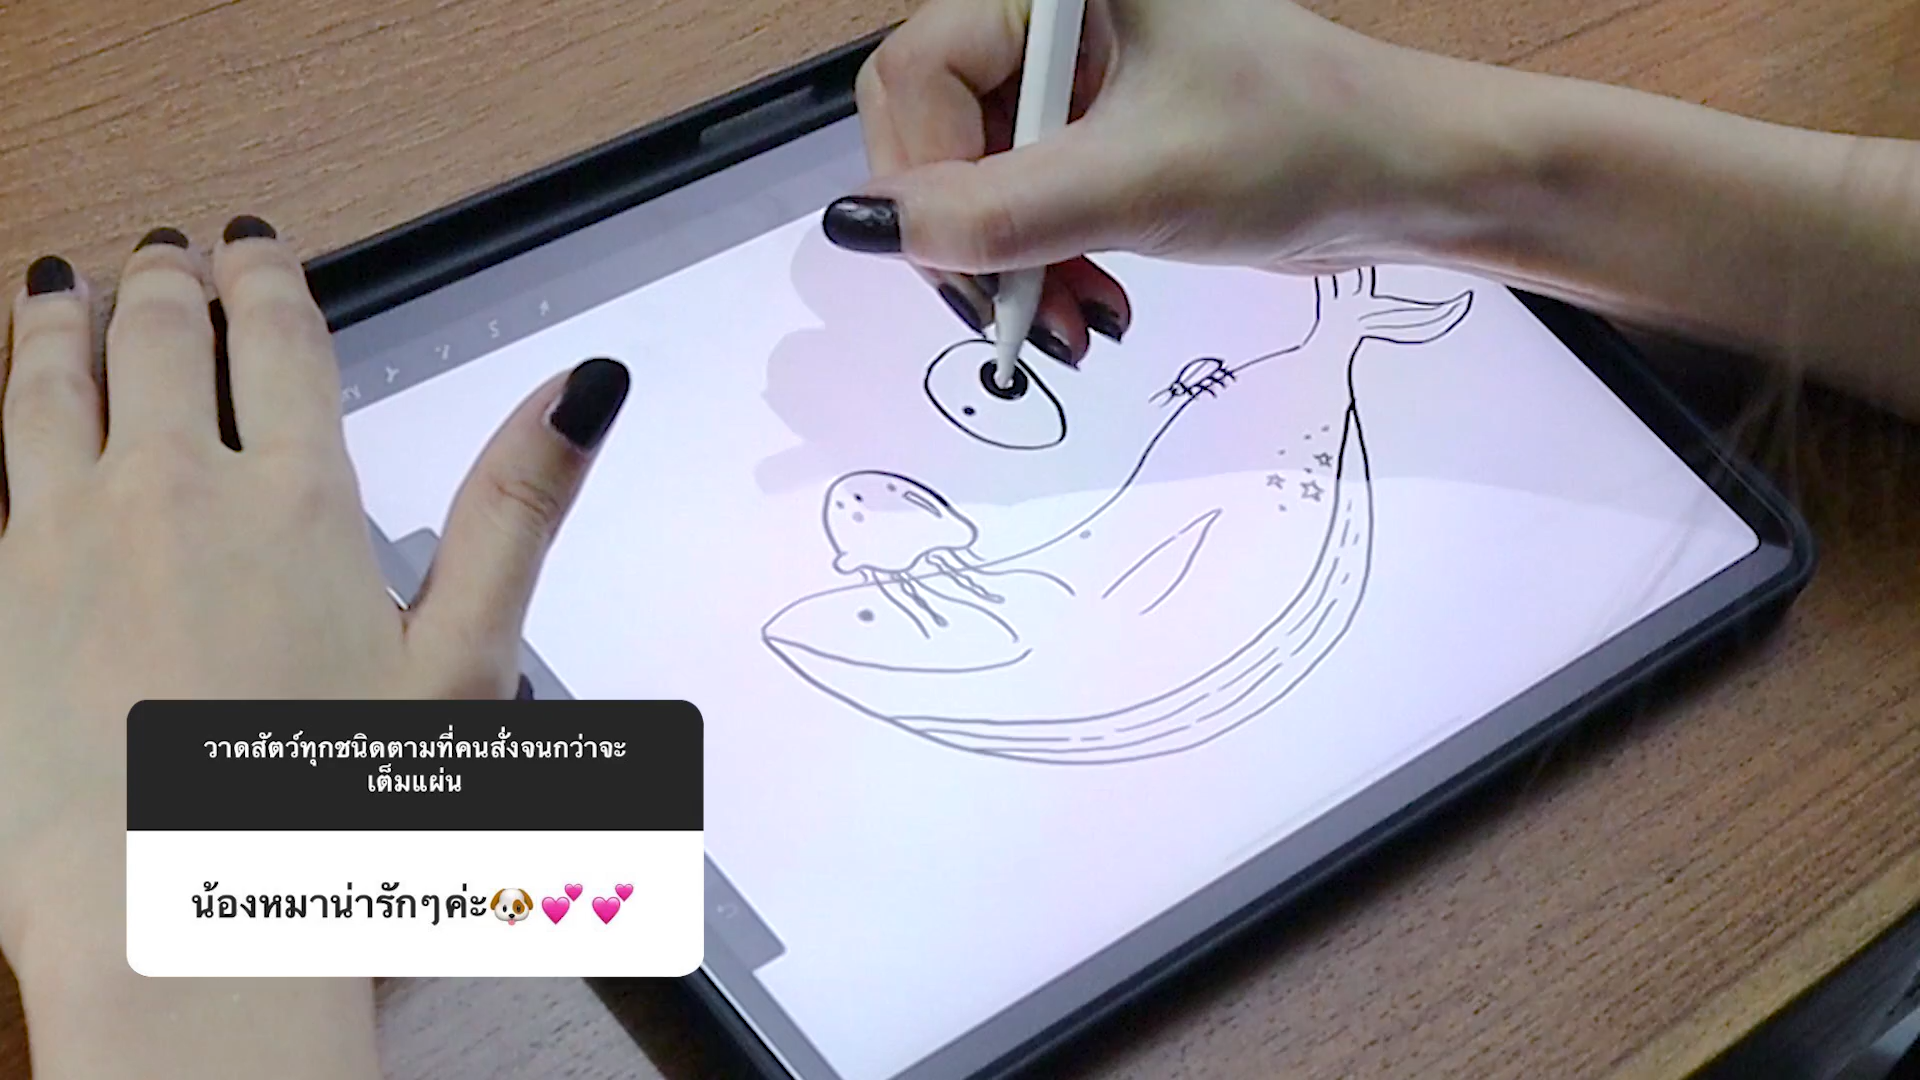 วาดสัตว์ทุกชนิดตามที่คนสั่งจนกว่าจะ
เต็มแผ่น
น้องหมาน่ารักๆค่ะ🐶💕💕